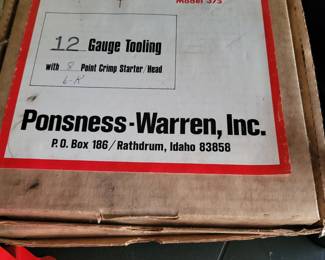 Model 375
12 Gauge Tooling
with 8 Point Crimp Starter/Head
6-R
Ponsness-Warren, Inc.
P.O. Box 186/Rathdrum, Idaho 83858